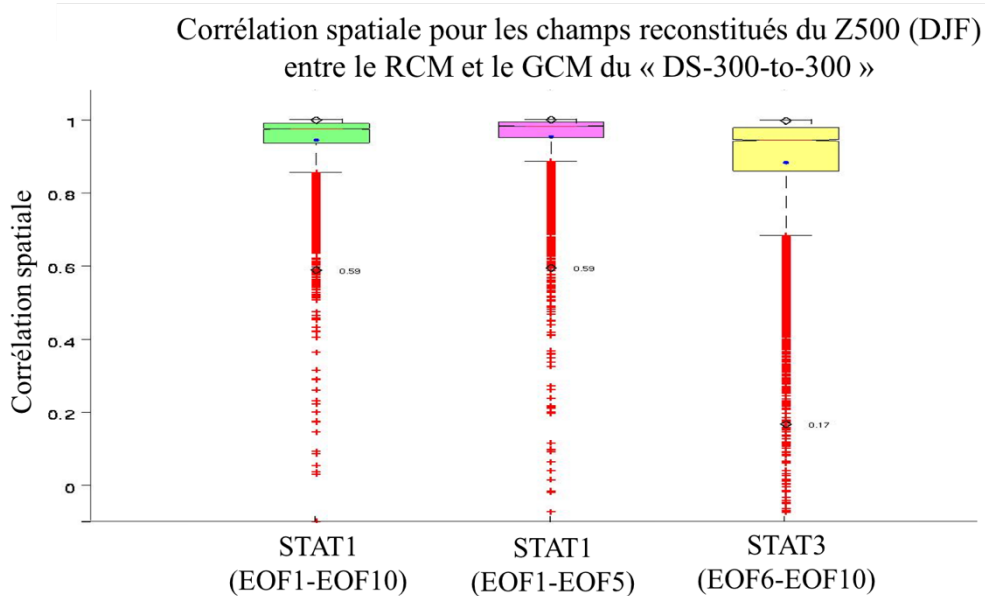 Corrélation spatiale pour les champs reconstitués du Z500 (DJF)
entre le RCM et le GCM du « DS-300-to-300 »
Corrélation spatiale
1
0.8
0.6
0.4
0.2
0
0.59
0.59
0.17
STAT1
(EOF1-EOF10)
STAT1
(EOF1-EOF5)
STAT3
(EOF6-EOF10)